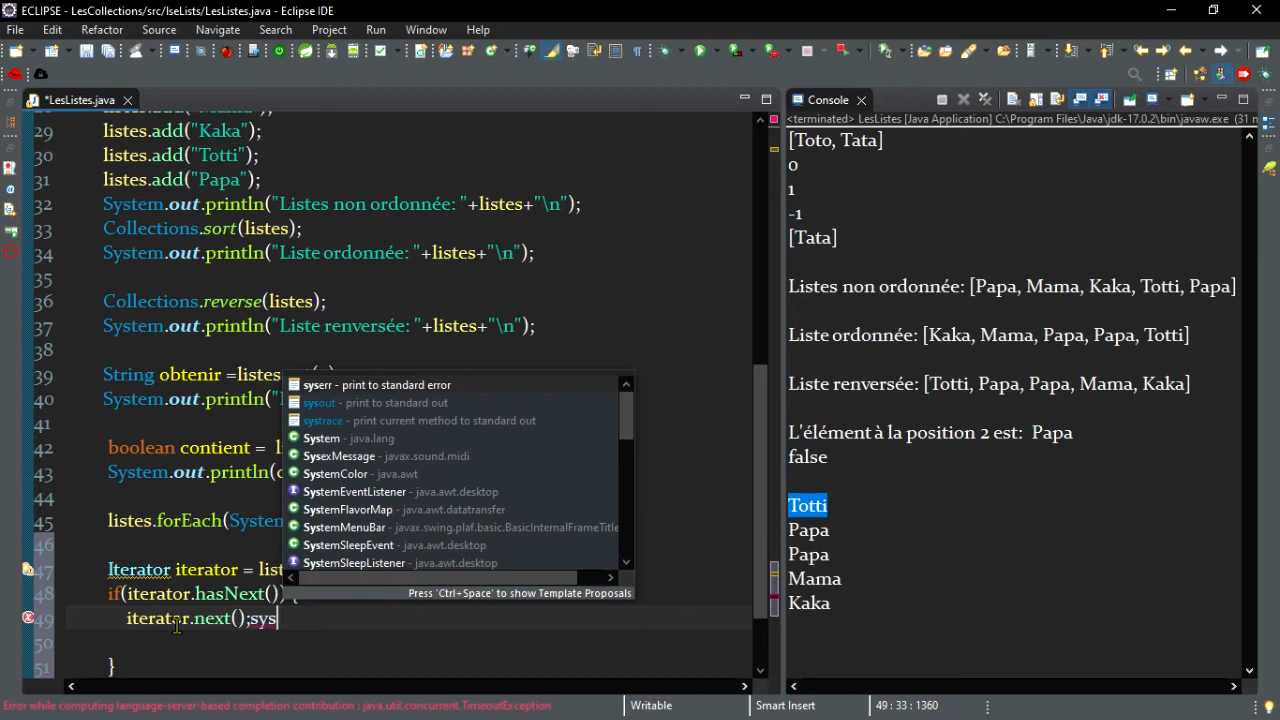 ECLIPSE - LesCollections/src/lseLists/LesListes.java - Eclipse IDE
File Edit Refactor Source Navigate Search Project Run Window Help
*LesListes.java
29 listes.add("Kaka");
30 listes.add("Totti");
31 listes.add("Papa");
32 System.out.println("Listes non ordonnée: "+listes+"\n");
33 Collections.sort(listes);
34 System.out.println("Liste ordonnée: "+listes+"\n");
35
36 Collections.reverse(listes);
37 System.out.println("Liste renversée: "+listes+"\n");
38
39 String obtenir =listes
40 System.out.println("
41
42 boolean contient =
43 System.out.println(
44
45 listes.forEach(System
46
47 Iterator iterator = list
48 if(iterator.hasNext()) {
49 iterator.next();sys
50
51 }
syserr - print to standard error
sysout - print to standard out
systrace - print current method to standard out
System - java.lang
SysexMessage - javax.sound.midi
SystemColor - java.awt
SystemEventListener - java.awt.desktop
SystemFlavorMap - java.awt.datatransfer
SystemMenuBar - javax.swing.plaf.basic.BasicInternalFrameTitle
SystemSleepEvent - java.awt.desktop
SystemSleepListener - java.awt.desktop
Press 'Ctrl+Space' to show Template Proposals
Console
<terminated> LesListes [Java Application] C:\Program Files\Java\jdk-17.0.2\bin\javaw.exe (31 n
[Toto, Tata]
0
1
-1
[Tata]
Listes non ordonnée: [Papa, Mama, Kaka, Totti, Papa]
Liste ordonnée: [Kaka, Mama, Papa, Papa, Totti]
Liste renversée: [Totti, Papa, Papa, Mama, Kaka]
L'élément à la position 2 est: Papa
false
Totti
Papa
Papa
Mama
Kaka
Error while computing language-server-based completion contribution : java.util.concurrent.TimeoutException
Writable
Smart Insert
49 : 33 : 1360